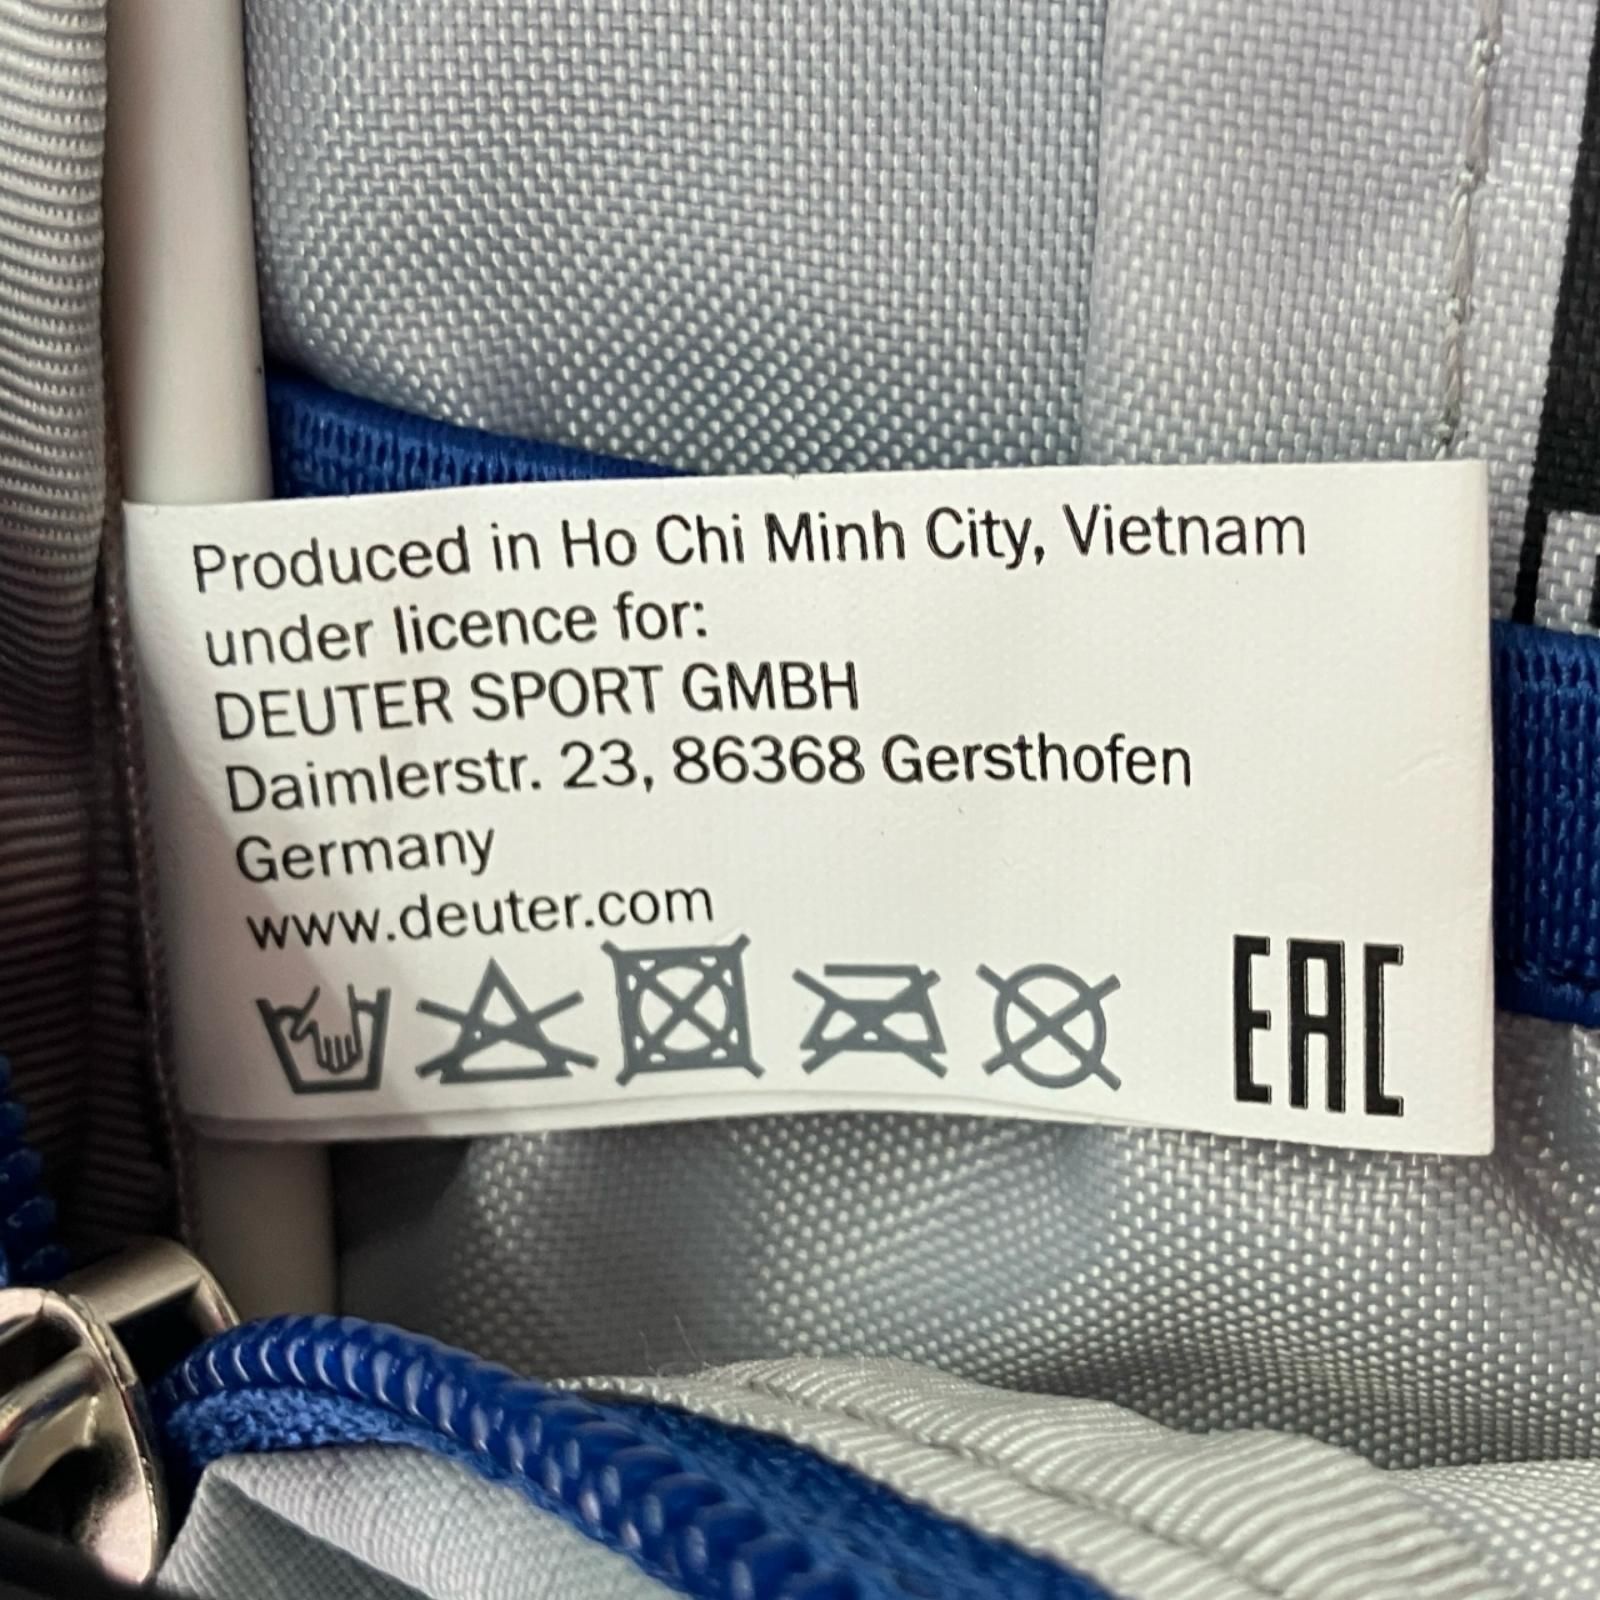 Produced in Ho Chi Minh City, Vietnam
under licence for:
DEUTER SPORT GMBH
Daimlerstr. 23, 86368 Gersthofen
Germany
www.deuter.com
EAC